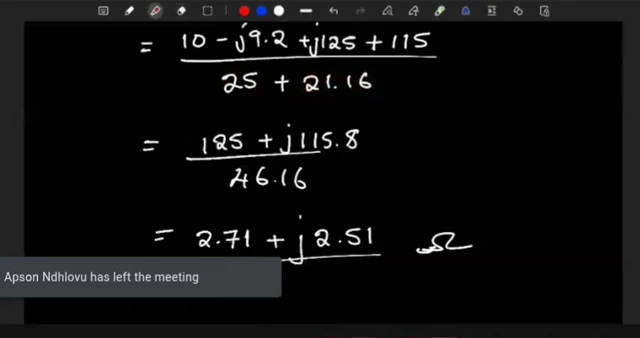 = 10 - j9.2 + j125 + 115
25 + 21.16
= 125 + j115.8
46.16
= 2.71 + j2.51 Ω
Apson Ndhlovu has left the meeting